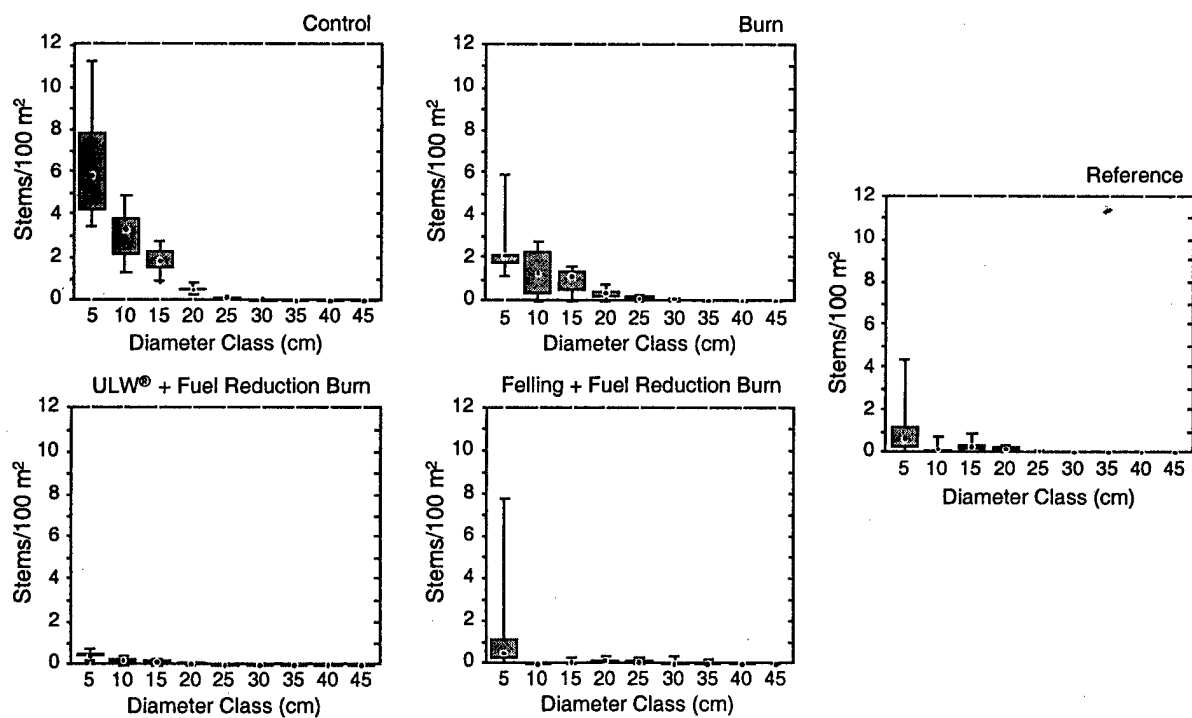 Control
12
10
8
6
4
2
0
Stems/100 m²
5 10 15 20 25 30 35 40 45
Diameter Class (cm)
Burn
12
10
8
6
4
2
0
Stems/100 m²
5 10 15 20 25 30 35 40 45
Diameter Class (cm)
Reference
12
10
8
6
4
2
0
Stems/100 m²
5 10 15 20 25 30 35 40 45
Diameter Class (cm)
ULW® + Fuel Reduction Burn
12
10
8
6
4
2
0
Stems/100 m²
5 10 15 20 25 30 35 40 45
Diameter Class (cm)
Felling + Fuel Reduction Burn
12
10
8
6
4
2
0
Stems/100 m²
5 10 15 20 25 30 35 40 45
Diameter Class (cm)